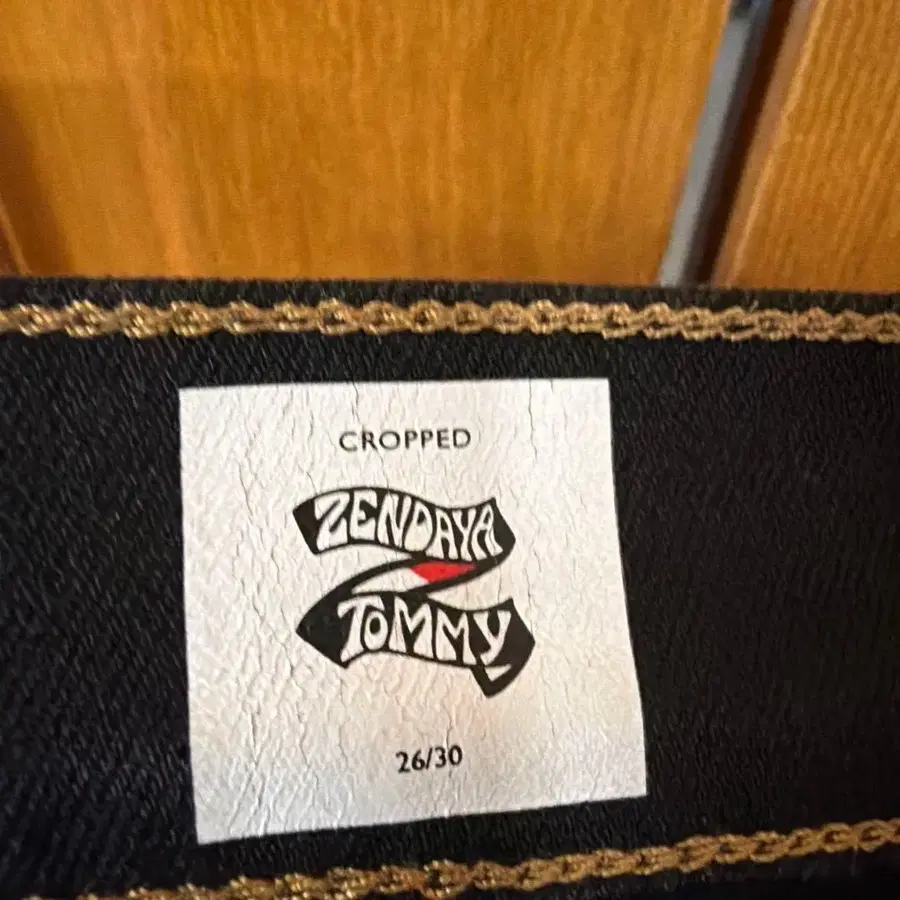 CROPPED
ZENDAYA
TOMMY
26/30